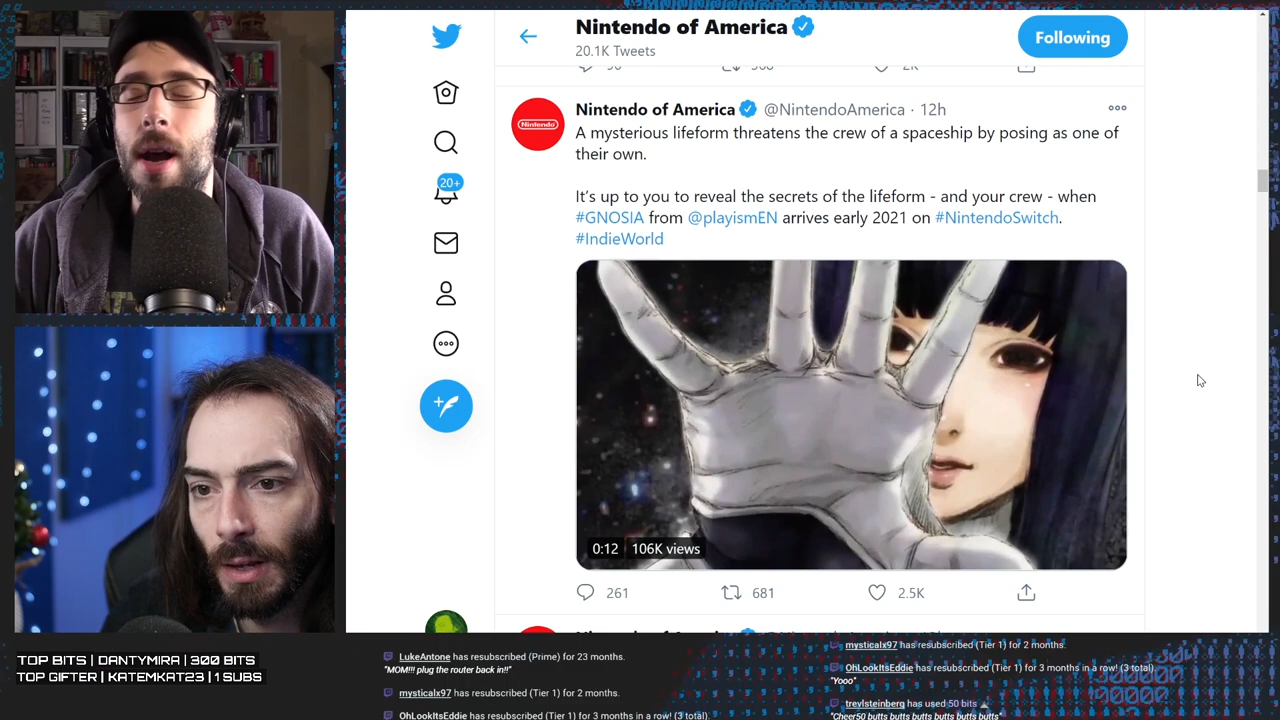 Nintendo of America
20.1K Tweets
Following
2K
Nintendo of America @NintendoAmerica · 12h
A mysterious lifeform threatens the crew of a spaceship by posing as one of
their own.
It's up to you to reveal the secrets of the lifeform - and your crew - when
#GNOSIA from @playismEN arrives early 2021 on #NintendoSwitch.
#IndieWorld
Nintendo
20+
0:12 106K views
261 681 2.5K
TOP BITS | DANTYMIRA | 300 BITS
TOP GIFTER | KATEMKAT23 | 1 SUBS
LukeAntone has resubscribed (Prime) for 23 months.
"MOM!!! plug the router back in!!"
mysticalx97 has resubscribed (Tier 1) for 2 months.
OhLookItsEddie has resubscribed (Tier 1) for 3 months in a row! (3 total).
mysticalx97 has resubscribed (Tier 1) for 2 months.
OhLookItsEddie has resubscribed (Tier 1) for 3 months in a row! (3 total).
"Yooo"
trevlsteinberg has used 50 bits
"Cheer50 butts butts butts butts butts butts"